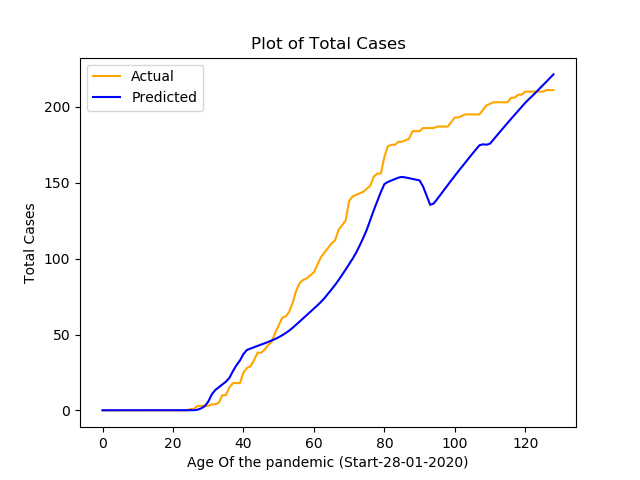 Plot of Total Cases
Actual
Predicted
Total Cases
200
150
100
50
0
0 20 40 60 80 100 120
Age Of the pandemic (Start-28-01-2020)